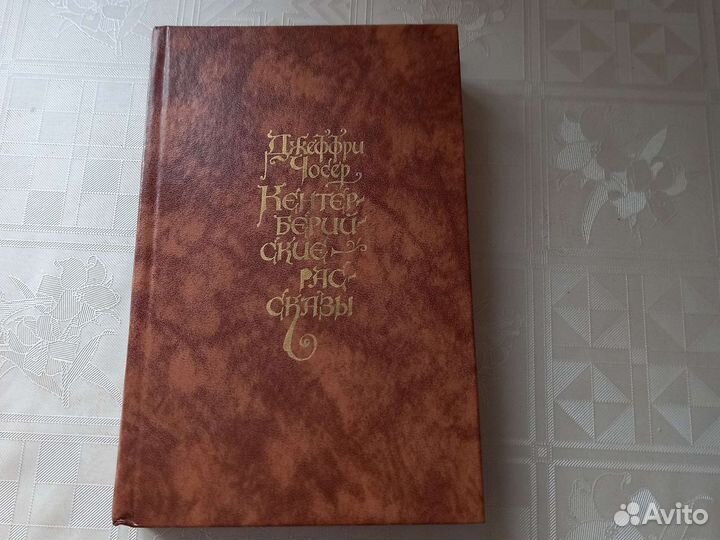 Джеффри
Чосер
Кентер-
берий-
ские
рас-
сказы
Avito